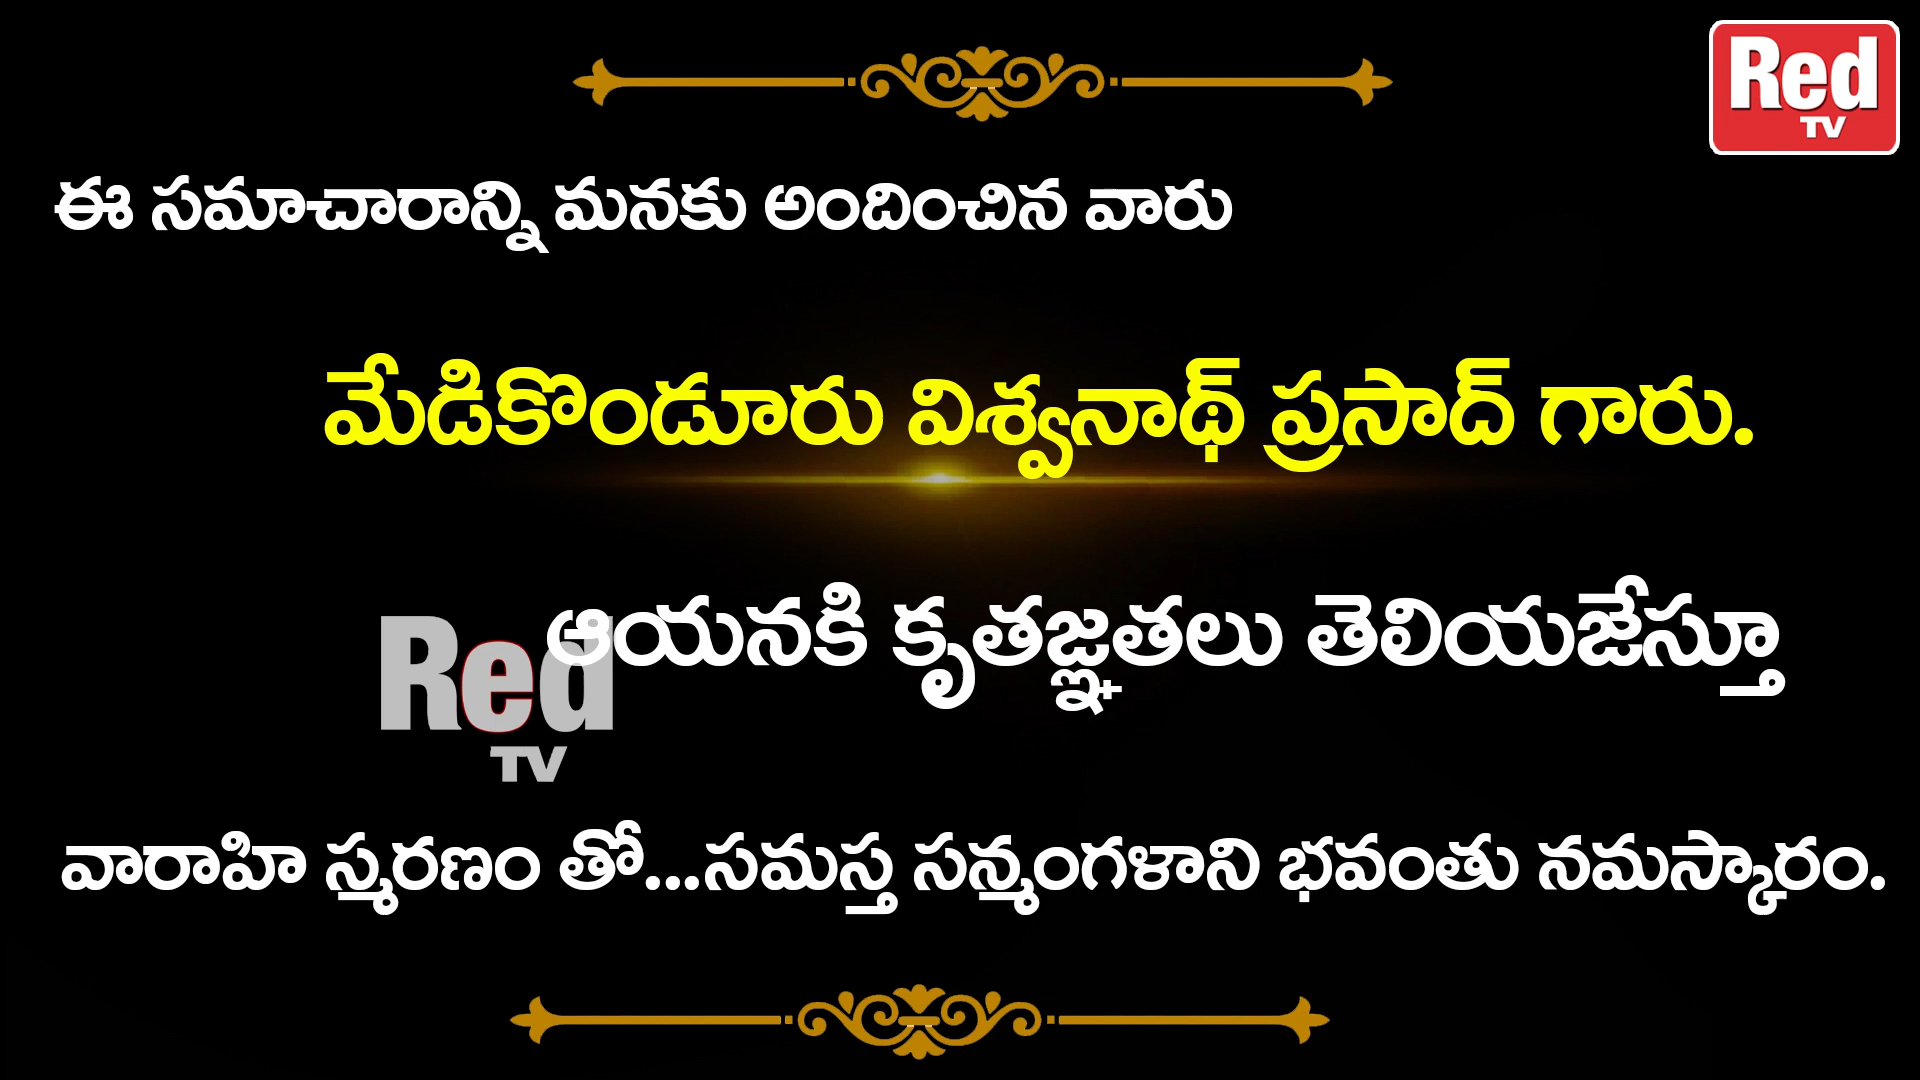 Red
TV
ఈ సమాచారాన్ని మనకు అందించిన వారు
మేడికొండూరు విశ్వనాథ్ ప్రసాద్ గారు.
ఆయనకి కృతజ్ఞతలు తెలియజేస్తూ
Red
TV
వారాహి స్మరణం తో...సమస్త సన్మంగళాని భవంతు నమస్కారం.